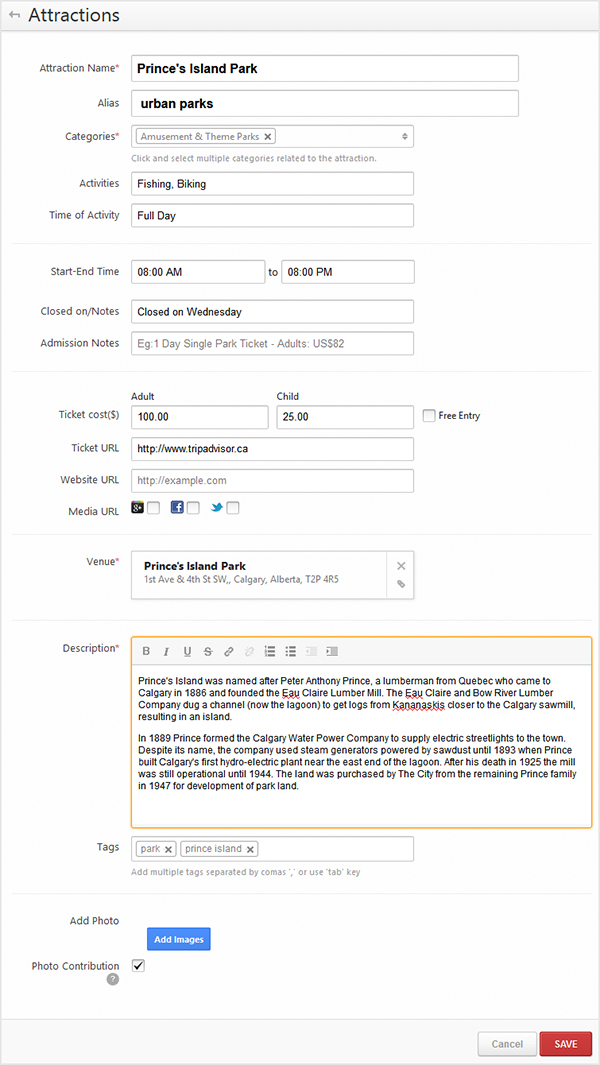 Attractions
Attraction Name* Prince's Island Park
Alias urban parks
Categories* Amusement & Theme Parks
Click and select multiple categories related to the attraction.
Activities Fishing, Biking
Time of Activity Full Day
Start-End Time 08:00 AM to 08:00 PM
Closed on/Notes Closed on Wednesday
Admission Notes Eg:1 Day Single Park Ticket - Adults: US$82
Adult Child
Ticket cost($) 100.00 25.00 Free Entry
Ticket URL http://www.tripadvisor.ca
Website URL http://example.com
Media URL g+ f
Venue* Prince's Island Park
1st Ave & 4th St SW,, Calgary, Alberta, T2P 4R5
Description* B I U S
Prince's Island was named after Peter Anthony Prince, a lumberman from Quebec who came to
Calgary in 1886 and founded the Eau Claire Lumber Mill. The Eau Claire and Bow River Lumber
Company dug a channel (now the lagoon) to get logs from Kananaskis closer to the Calgary sawmill,
resulting in an island.
In 1889 Prince formed the Calgary Water Power Company to supply electric streetlights to the town.
Despite its name, the company used steam generators powered by sawdust until 1893 when Prince
built Calgary's first hydro-electric plant near the east end of the lagoon. After his death in 1925 the mill
was still operational until 1944. The land was purchased by The City from the remaining Prince family
in 1947 for development of park land.
Tags park prince island
Add multiple tags separated by comas ',' or use 'tab' key
Add Photo
Add Images
Photo Contribution
?
Cancel SAVE